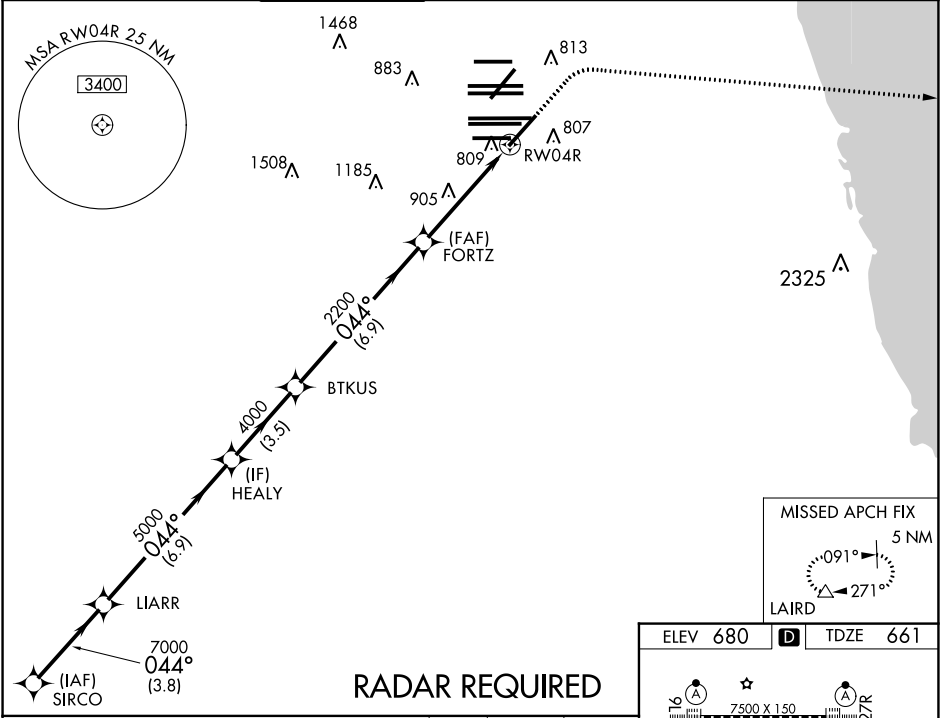 MSA RW04R 25 NM
3400
1468
883
813
807
809
RW04R
1508
1185
905
(FAF)
FORTZ
2325
2200
044°
(6.9)
BTKUS
4000
(3.5)
(IF)
HEALY
5000
044°
(6.9)
LIARR
7000
044°
(3.8)
(IAF)
SIRCO
RADAR REQUIRED
MISSED APCH FIX
5 NM
091°
271°
LAIRD
ELEV 680 D TDZE 661
A
A
7500 X 150
27R